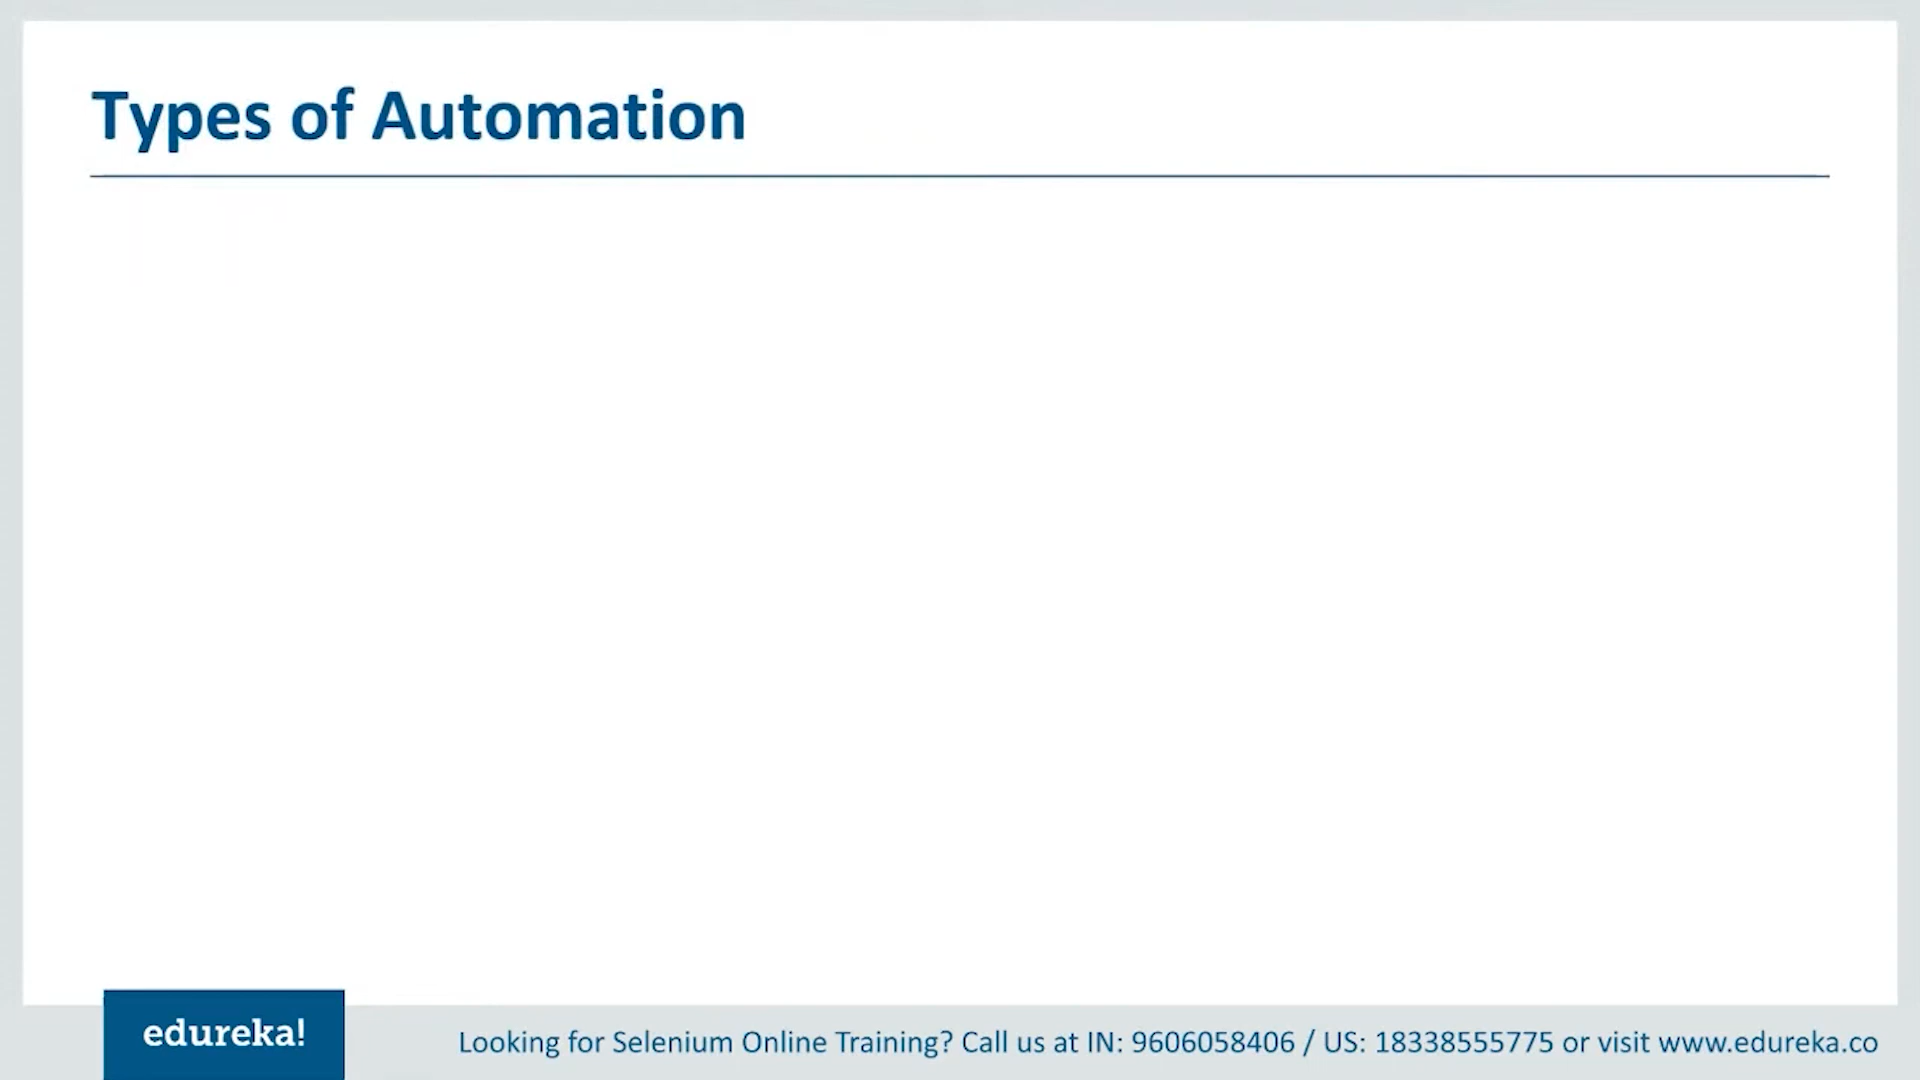 Types of Automation
edureka!
Looking for Selenium Online Training? Call us at IN: 9606058406 / US: 18338555775 or visit www.edureka.co